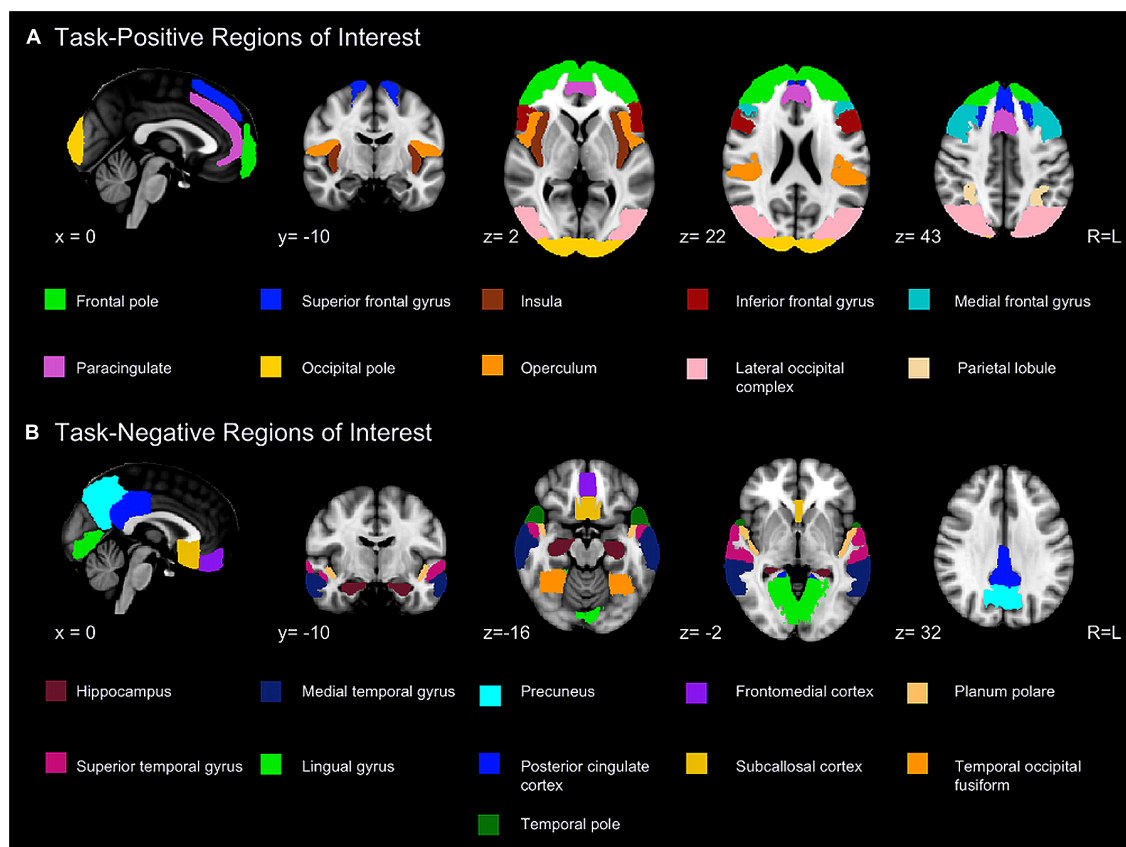 A Task-Positive Regions of Interest
x = 0
y= -10
z= 2
z= 22
z= 43
R=L
Frontal pole
Superior frontal gyrus
Insula
Inferior frontal gyrus
Medial frontal gyrus
Paracingulate
Occipital pole
Operculum
Lateral occipital
complex
Parietal lobule
B Task-Negative Regions of Interest
x = 0
y= -10
z=-16
z= -2
z= 32
R=L
Hippocampus
Medial temporal gyrus
Precuneus
Frontomedial cortex
Planum polare
Superior temporal gyrus
Lingual gyrus
Posterior cingulate
cortex
Subcallosal cortex
Temporal occipital
fusiform
Temporal pole